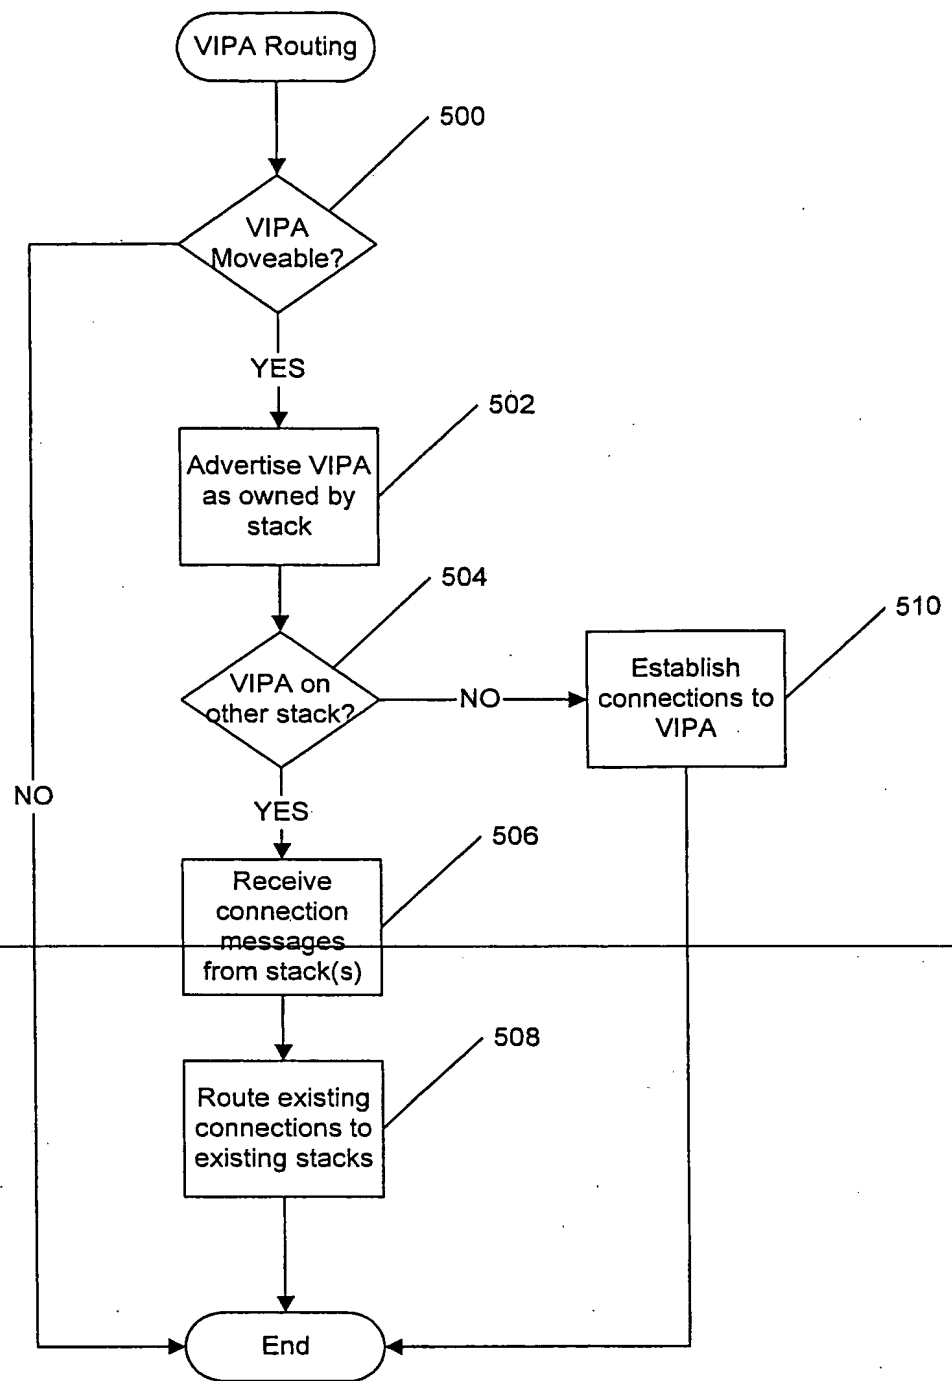 VIPA Routing
500
VIPA
Moveable?
YES
502
Advertise VIPA
as owned by
stack
504
VIPA on
other stack?
NO
510
Establish
connections to
VIPA
NO
YES
506
Receive
connection
messages
from stack(s)
508
Route existing
connections to
existing stacks
End